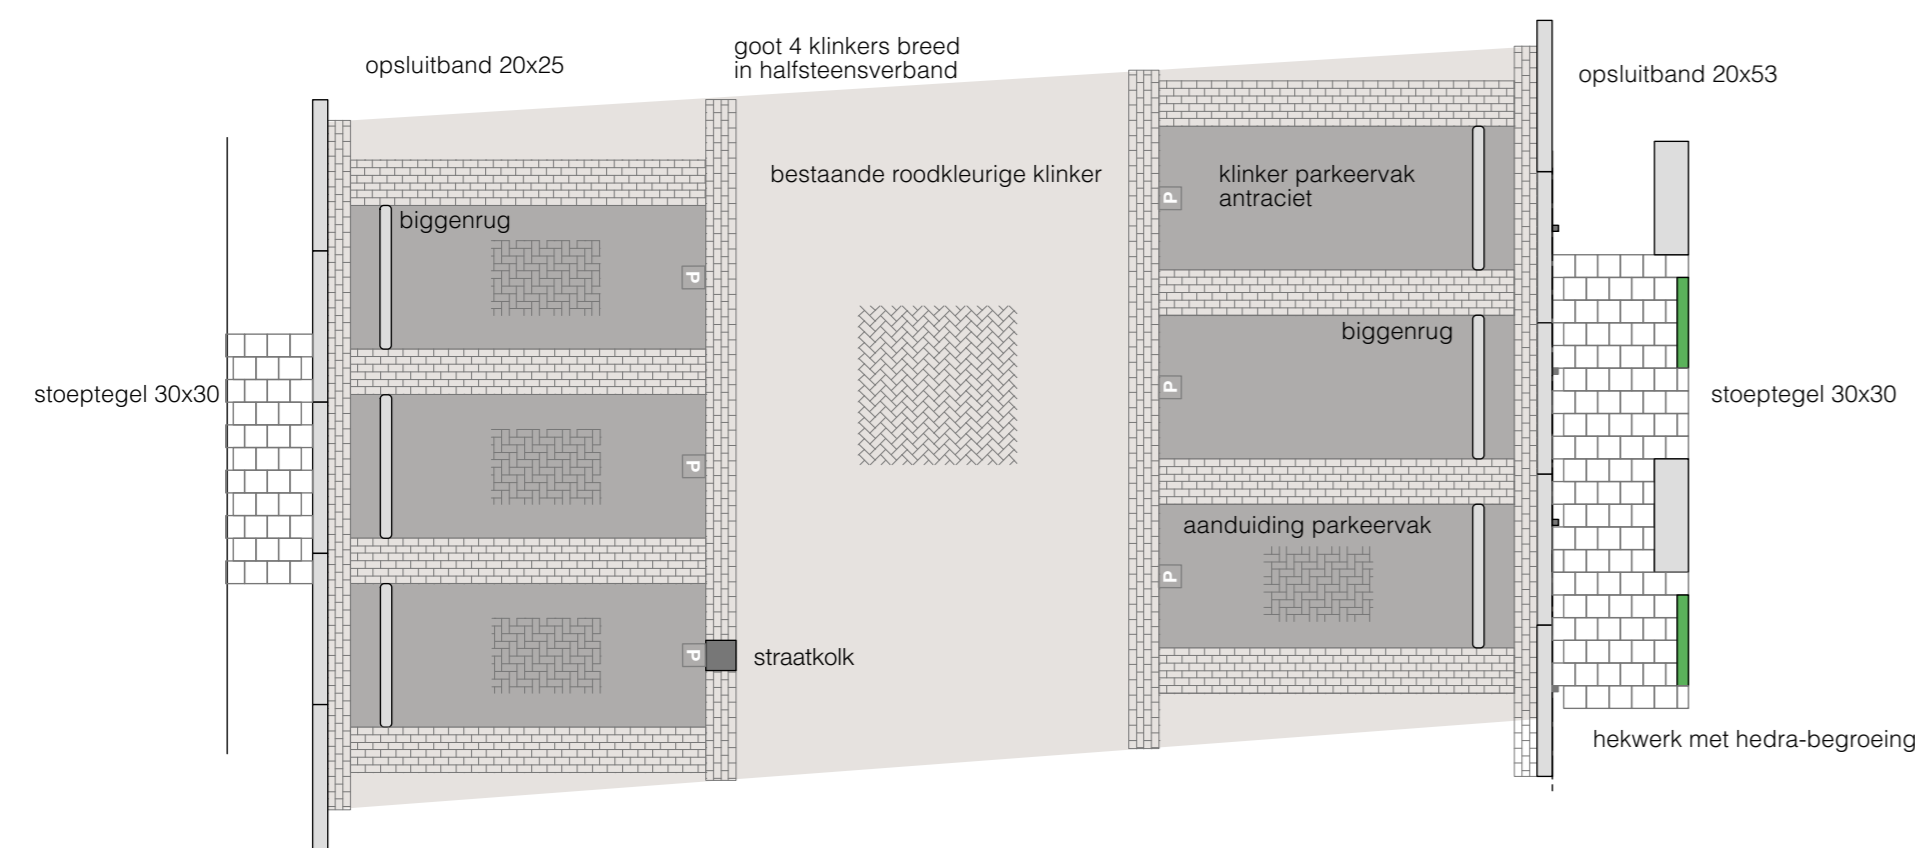 goot 4 klinkers breed
in halfsteensverband
opsluitband 20x25
opsluitband 20x53
bestaande roodkleurige klinker
klinker parkeervak
antraciet
P
biggenrug
P
biggenrug
P
stoeptegel 30x30
stoeptegel 30x30
P
aanduiding parkeervak
P
P
straatkolk
hekwerk met hedra-begroeing